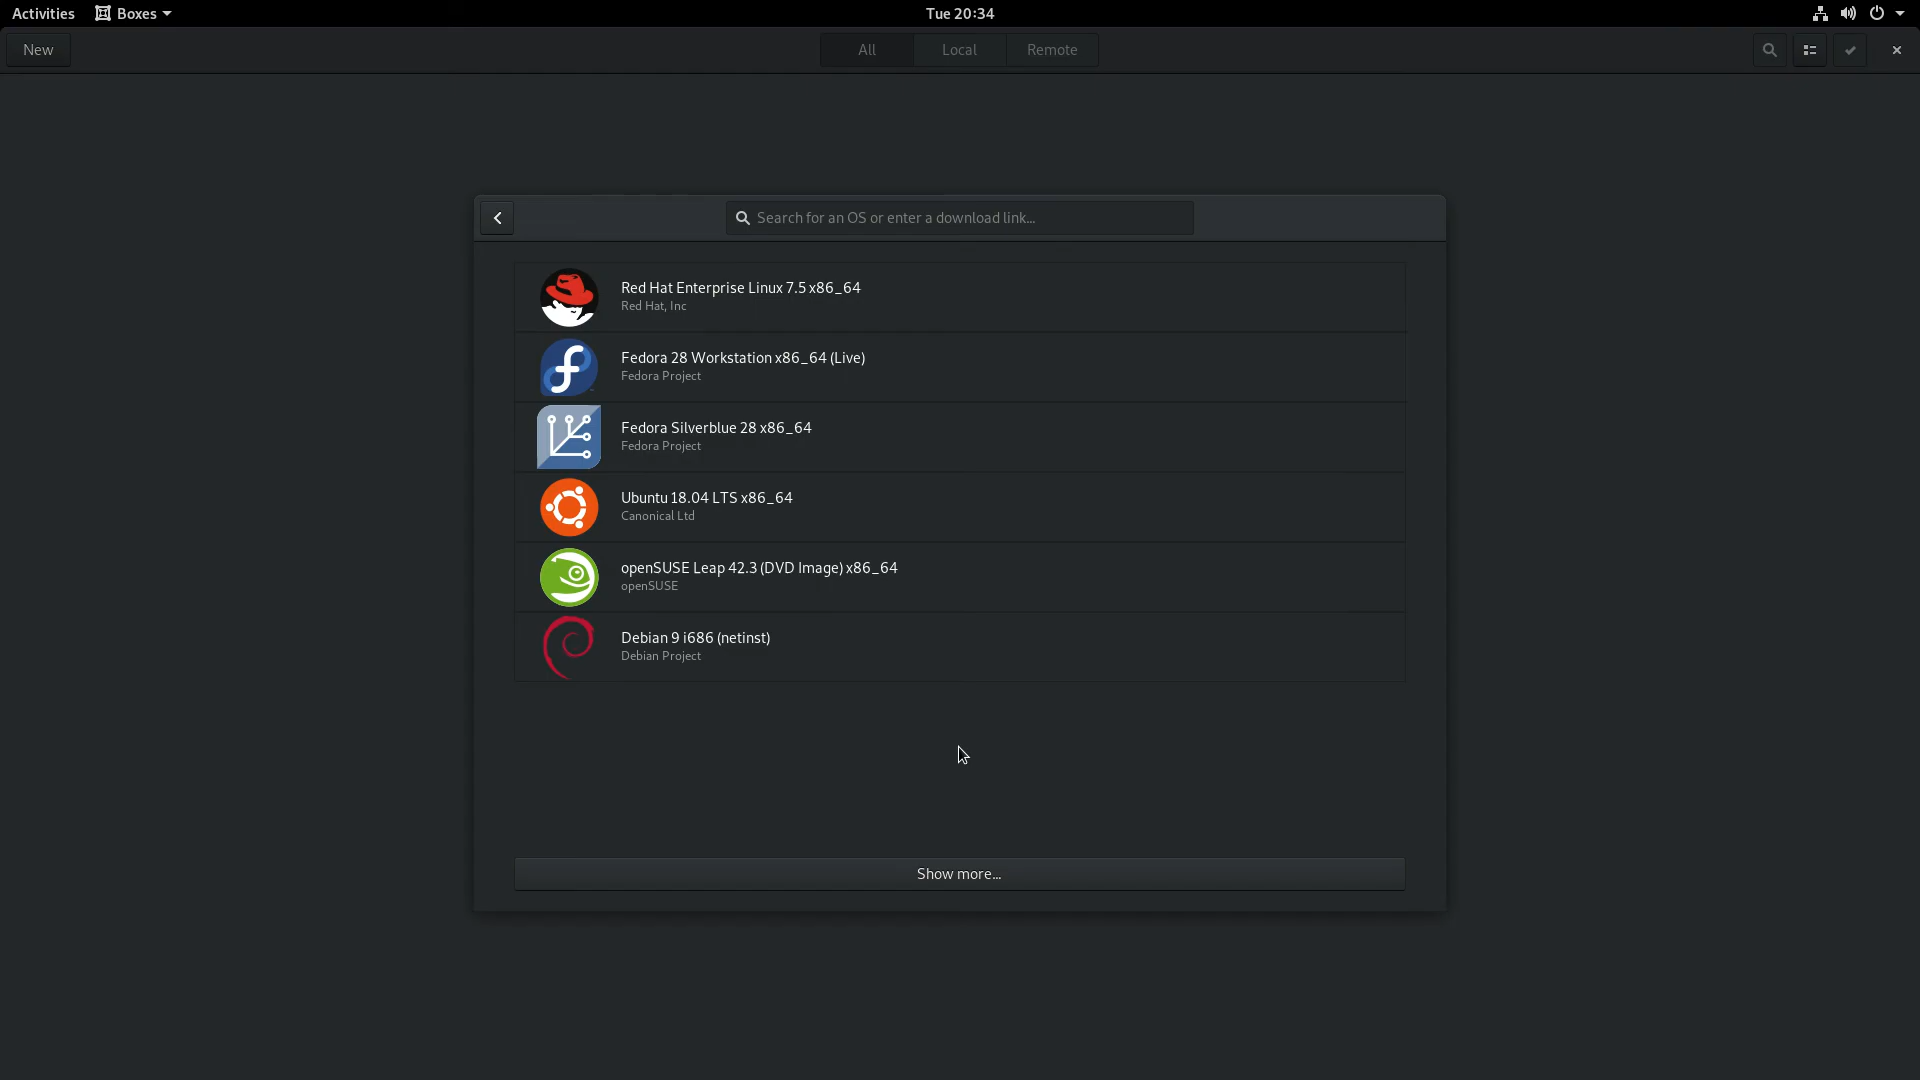 Activities Boxes Tue 20:34
New All Local Remote
Search for an OS or enter a download link...
Red Hat Enterprise Linux 7.5 x86_64
Red Hat, Inc
Fedora 28 Workstation x86_64 (Live)
Fedora Project
Fedora Silverblue 28 x86_64
Fedora Project
Ubuntu 18.04 LTS x86_64
Canonical Ltd
openSUSE Leap 42.3 (DVD Image) x86_64
openSUSE
Debian 9 i686 (netinst)
Debian Project
Show more...